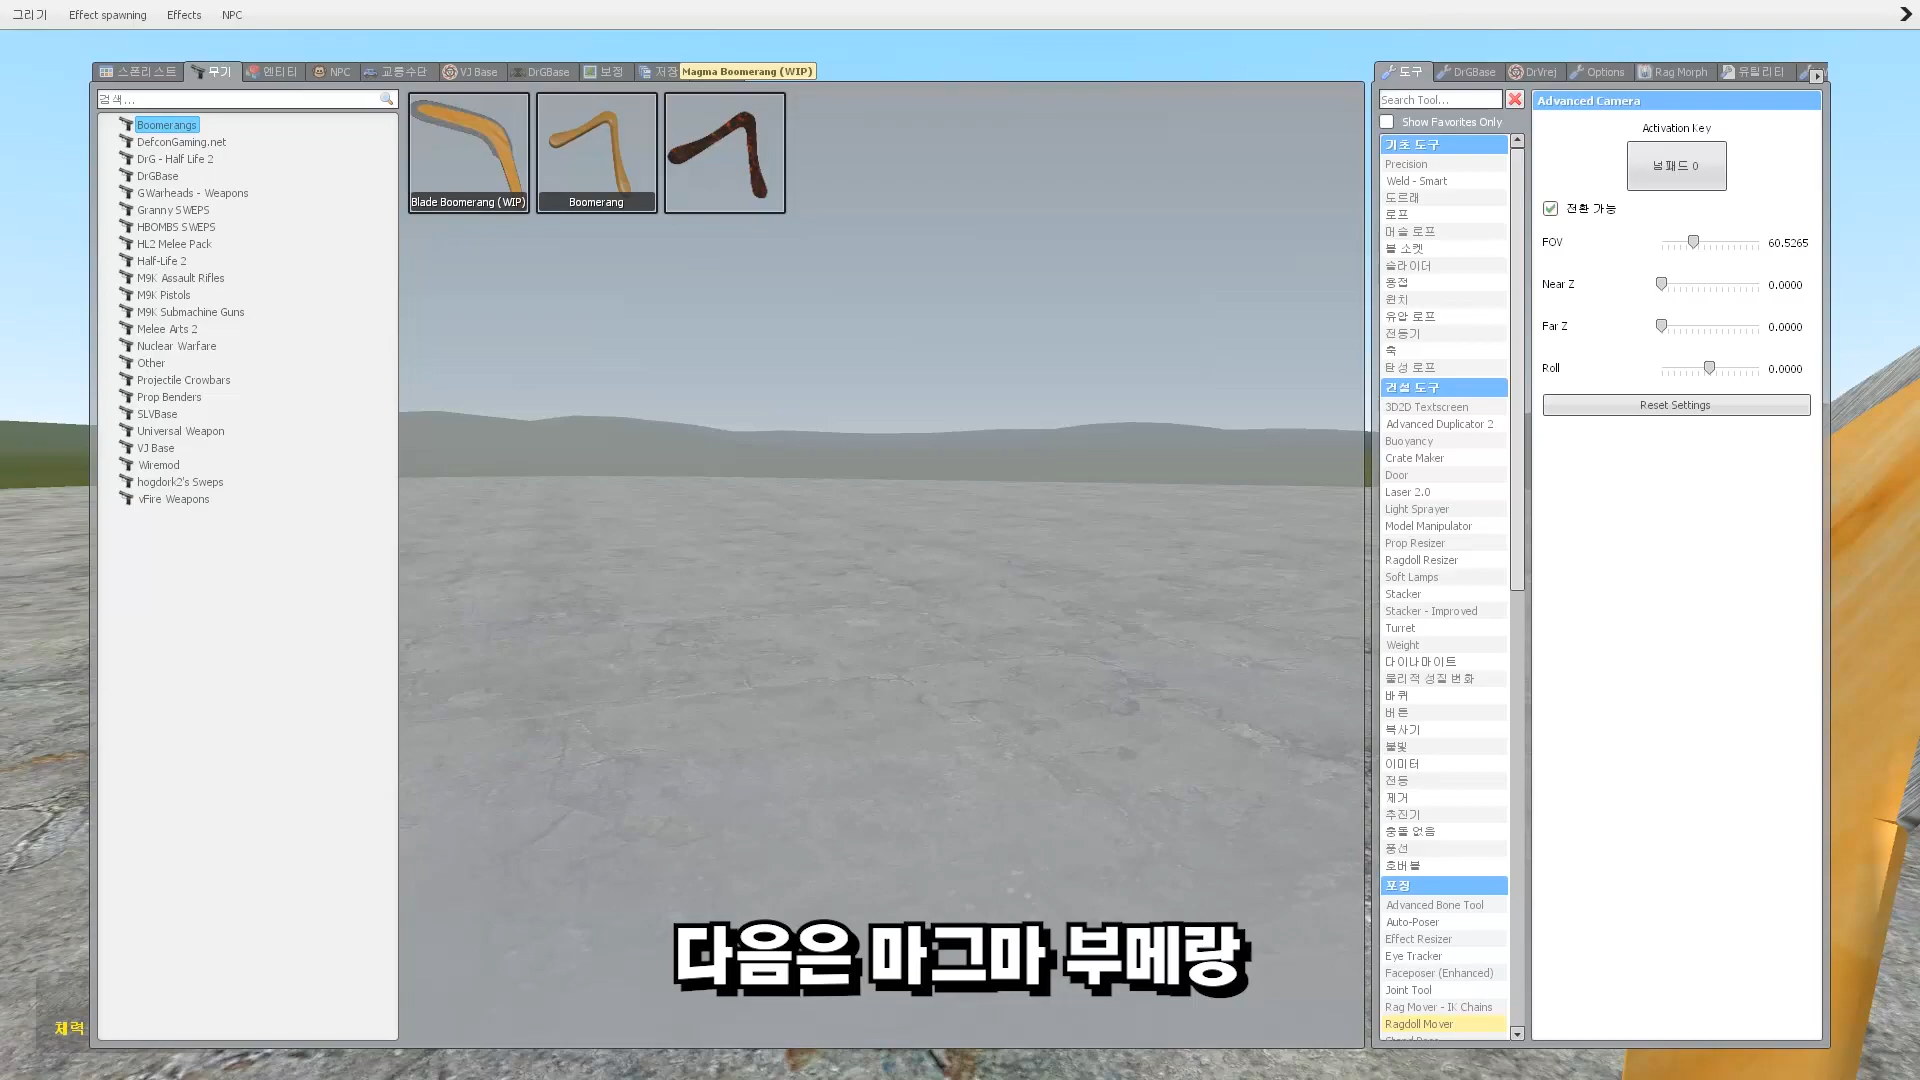 그리기 Effect spawning Effects NPC
스폰리스트 무기 엔티티 NPC 교통수단 VJ Base DrGBase 보정 저장 Magma Boomerang (WIP)
검색...
Boomerangs
DefconGaming.net
DrG - Half Life 2
DrGBase
GWarheads - Weapons
Granny SWEPS
HBOMBS SWEPS
HL2 Melee Pack
Half-Life 2
M9K Assault Rifles
M9K Pistols
M9K Submachine Guns
Melee Arts 2
Nuclear Warfare
Other
Projectile Crowbars
Prop Benders
SLVBase
Universal Weapon
VJ Base
Wiremod
hogdork2's Sweps
vFire Weapons
Blade Boomerang (WIP)
Boomerang
도구 DrGBase DrVrej Options Rag Morph 유틸리티
Search Tool...
Show Favorites Only
기초 도구
Precision
Weld - Smart
도르래
로프
머슬 로프
볼 소켓
슬라이더
용접
윈치
유압 로프
전동기
축
탄성 로프
건설 도구
3D2D Textscreen
Advanced Duplicator 2
Buoyancy
Crate Maker
Door
Laser 2.0
Light Sprayer
Model Manipulator
Prop Resizer
Ragdoll Resizer
Soft Lamps
Stacker
Stacker - Improved
Turret
Weight
다이나마이트
물리적 성질 변화
바퀴
버튼
복사기
불빛
이미터
전등
제거
추진기
충돌 없음
풍선
호버볼
포징
Advanced Bone Tool
Auto-Poser
Effect Resizer
Eye Tracker
Faceposer (Enhanced)
Joint Tool
Rag Mover - IK Chains
Ragdoll Mover
Advanced Camera
Activation Key
넘패드 0
전환 가능
FOV 60.5265
Near Z 0.0000
Far Z 0.0000
Roll 0.0000
Reset Settings
다음은 마그마 부메랑
체력